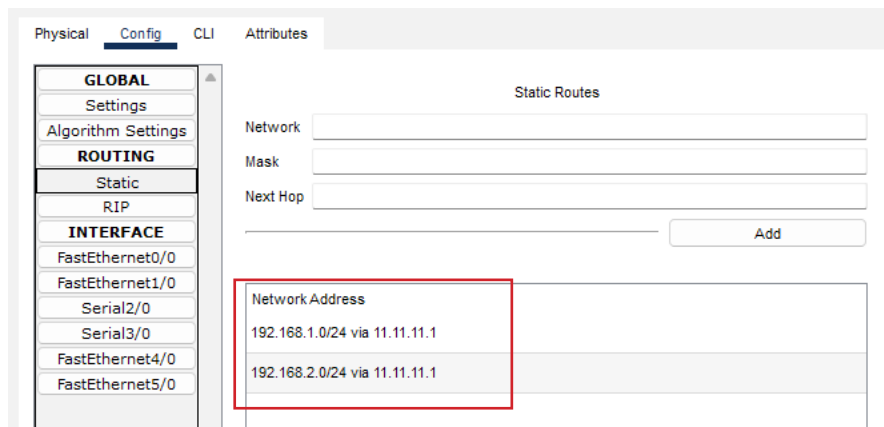 Physical Config CLI Attributes
GLOBAL
Settings
Algorithm Settings
ROUTING
Static
RIP
INTERFACE
FastEthernet0/0
FastEthernet1/0
Serial2/0
Serial3/0
FastEthernet4/0
FastEthernet5/0
Static Routes
Network
Mask
Next Hop
Add
Network Address
192.168.1.0/24 via 11.11.11.1
192.168.2.0/24 via 11.11.11.1